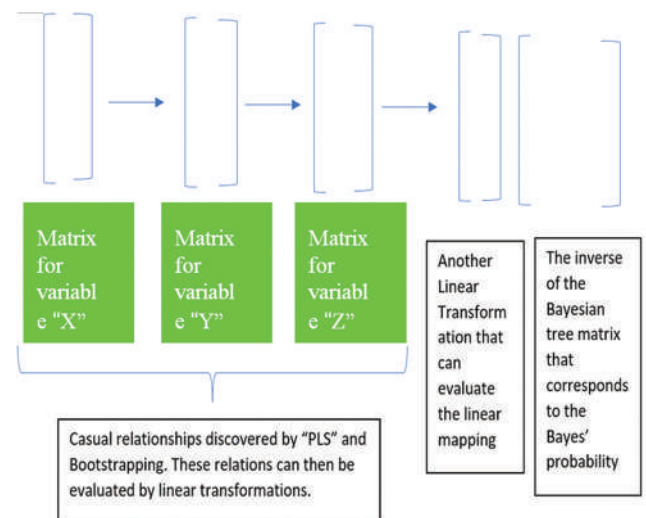 Matrix
for
variabl
e “X”
Matrix
for
variabl
e “Y”
Matrix
for
variabl
e “Z”
Another
Linear
Transform
ation that
can
evaluate
the linear
mapping
The inverse
of the
Bayesian
tree matrix
that
corresponds
to the
Bayes’
probability
Casual relationships discovered by “PLS” and
Bootstrapping. These relations can then be
evaluated by linear transformations.